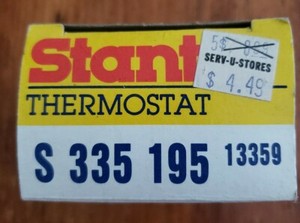 Stant
SERV-U-STORES
$ 4.49
THERMOSTAT
S 335 195 13359